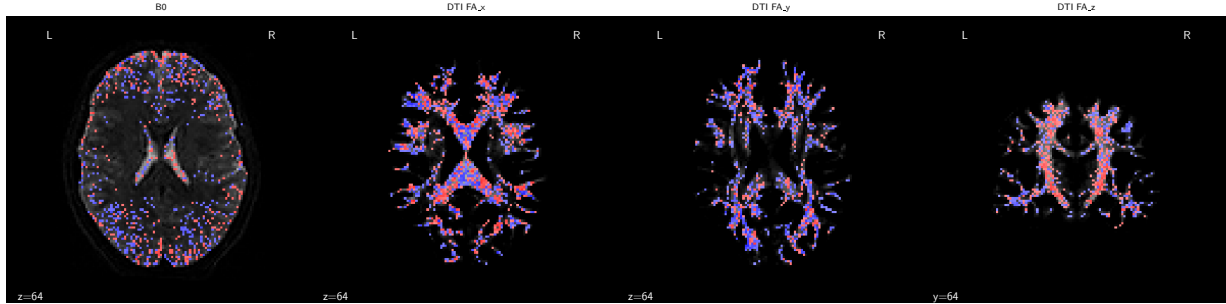 B0
DTI FA_x
DTI FA_y
DTI FA_z
L R
L R
L R
L R
z=64
z=64
z=64
y=64